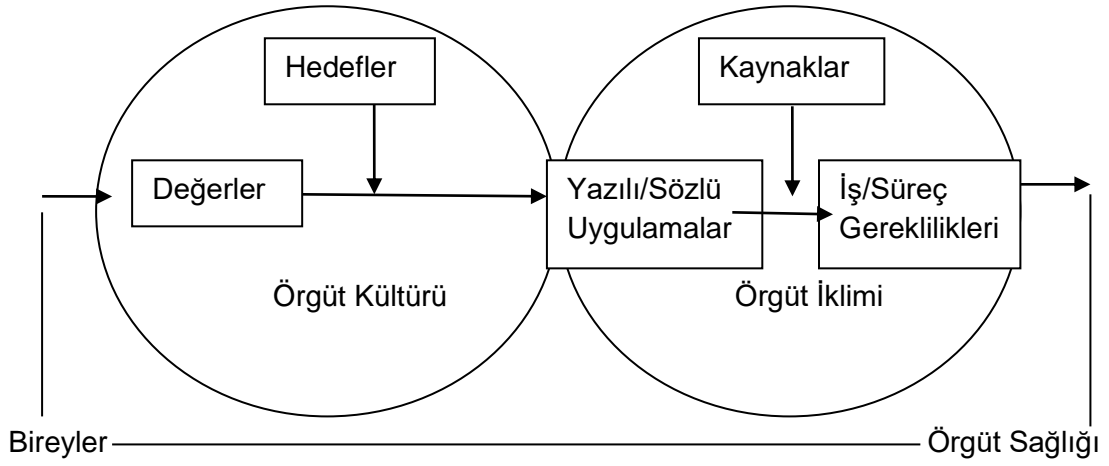 Hedefler
Kaynaklar
Değerler
Yazılı/Sözlü
Uygulamalar
İş/Süreç
Gereklilikleri
Örgüt Kültürü
Örgüt İklimi
Bireyler
Örgüt Sağlığı